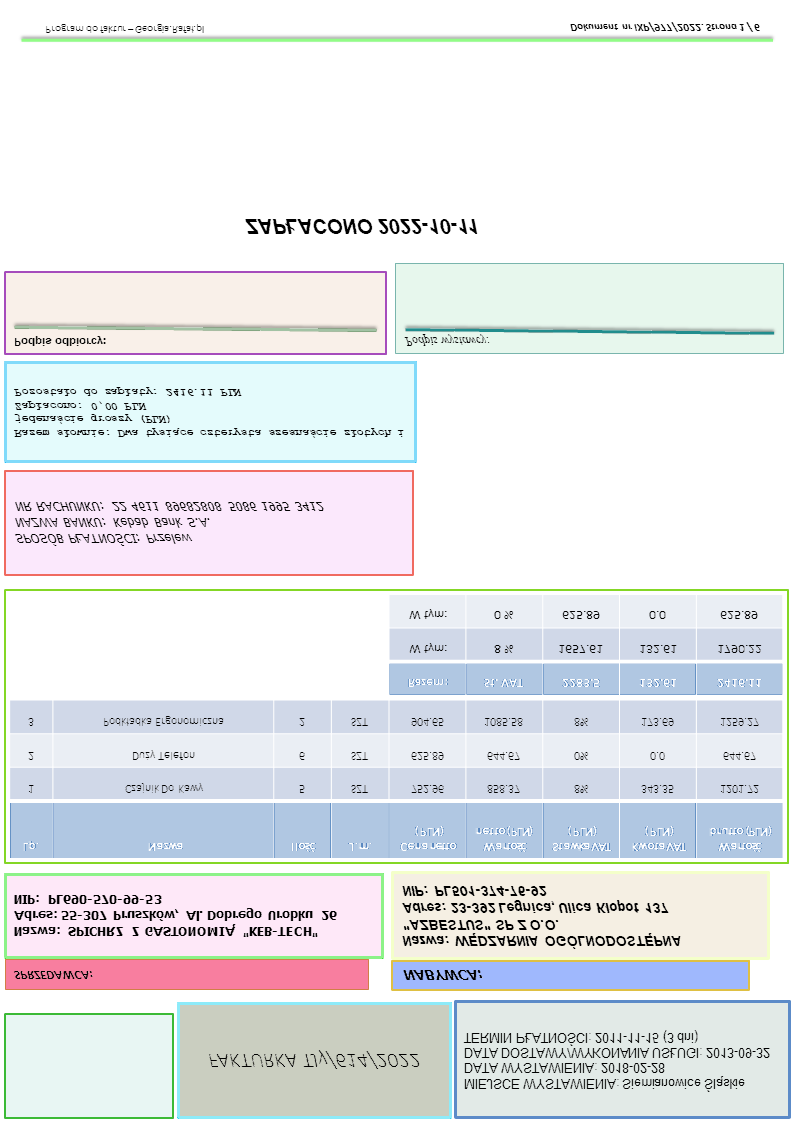 FAKTURKA TIy/614/2022
MIEJSCE WYSTAWIENIA: Siemianowice Śląskie
DATA WYSTAWIENIA: 2018-02-28
DATA DOSTAWY/WYKONANIA USŁUGI: 2013-09-32
TERMIN PŁATNOŚCI: 2011-11-15 (3 dni)
SPRZEDAWCA:
Nazwa: SPICHRZ Z GASTONOMIĄ "KEB-TECH"
Adres: 55-307 Pruszków, Al. Dobrego Urobku 26
NIP: PL690-570-99-53
NABYWCA:
Nazwa: WĘDZARNIA OGÓLNODOSTĘPNA
"AZBESTUS" SP Z O.O.
Adres: 23-392 Legnica, Ulica Kłopot 137
NIP: PL501-374-76-92
Lp. Nazwa Ilość J.m. Cena netto (PLN) Wartość netto (PLN) Stawka VAT (PLN) Kwota VAT (PLN) Wartość brutto (PLN)
1 Czajnik Do Kawy 5 SZT 752.96 858.37 8% 343.35 1201.72
2 Duży Telefon 6 SZT 625.89 644.67 0% 0.0 644.67
3 Podkładka Ergonomiczna 2 SZT 904.65 1085.58 8% 173.69 1259.27
Razem: St. VAT 2283.5 132.61 2416.11
W tym: 8 % 1657.61 132.61 1790.22
W tym: 0 % 625.89 0.0 625.89
SPOSÓB PŁATNOŚCI: Przelew
NAZWA BANKU: Kebab Bank S.A.
NR RACHUNKU: 22 4611 89682808 5086 1995 3412
Razem słownie: Dwa tysiące czterysta szesnaście złotych i
jedenaście groszy (PLN)
Zapłacono: 0,00 PLN
Pozostało do zapłaty: 2416.11 PLN
Podpis odbiorcy:
Podpis wystawcy:
ZAPŁACONO 2022-10-11
Program do faktur – Georgia.Rafat.pl
Dokument nr IXP/977/2022. Strona 1 / 6